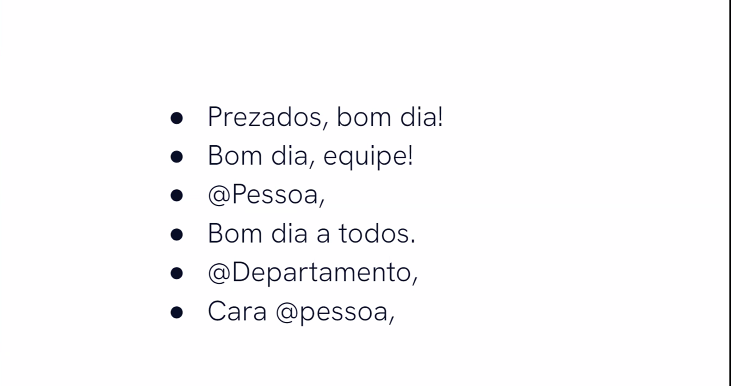 ● Prezados, bom dia!
● Bom dia, equipe!
● @Pessoa,
● Bom dia a todos.
● @Departamento,
● Cara @pessoa,